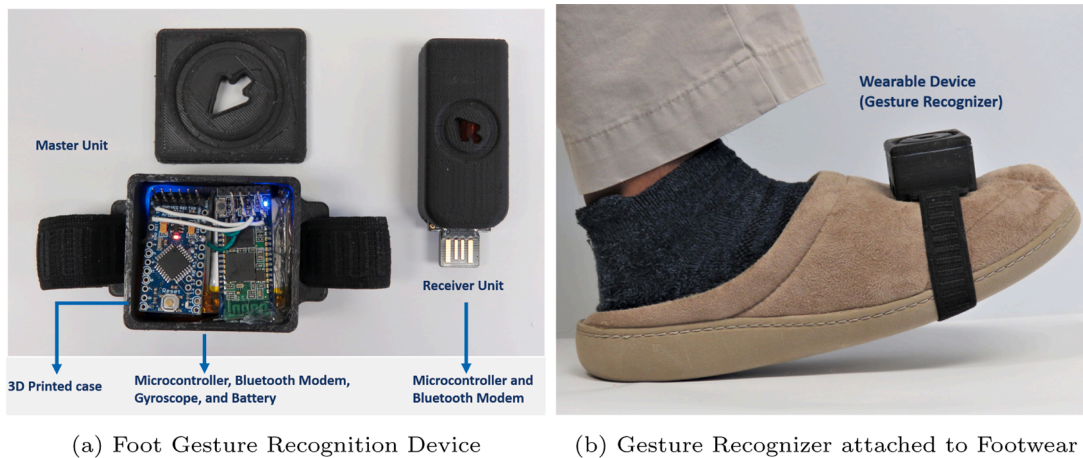 Master Unit
Receiver Unit
3D Printed case
Microcontroller, Bluetooth Modem,
Gyroscope, and Battery
Microcontroller and
Bluetooth Modem
(a) Foot Gesture Recognition Device
Wearable Device
(Gesture Recognizer)
(b) Gesture Recognizer attached to Footwear